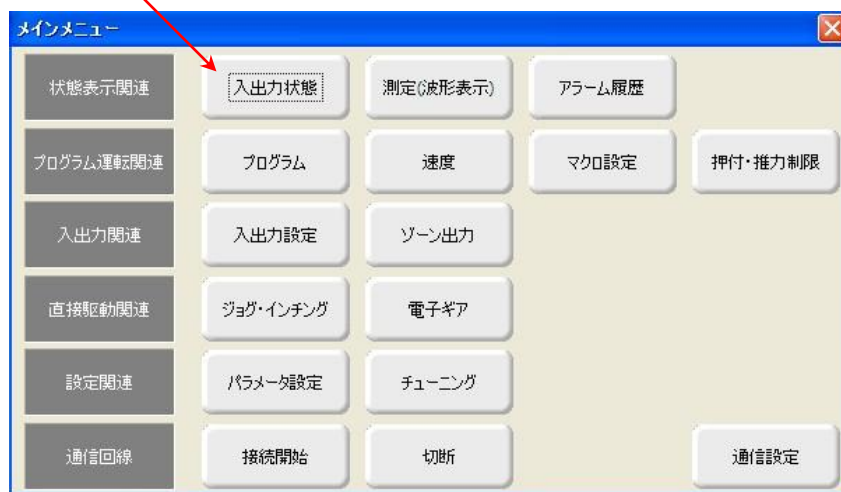 メインメニュー
状態表示関連 入出力状態 測定(波形表示) アラーム履歴
プログラム運転関連 プログラム 速度 マクロ設定 押付・推力制限
入出力関連 入出力設定 ゾーン出力
直接駆動関連 ジョグ・インチング 電子ギア
設定関連 パラメータ設定 チューニング
通信回線 接続開始 切断 通信設定